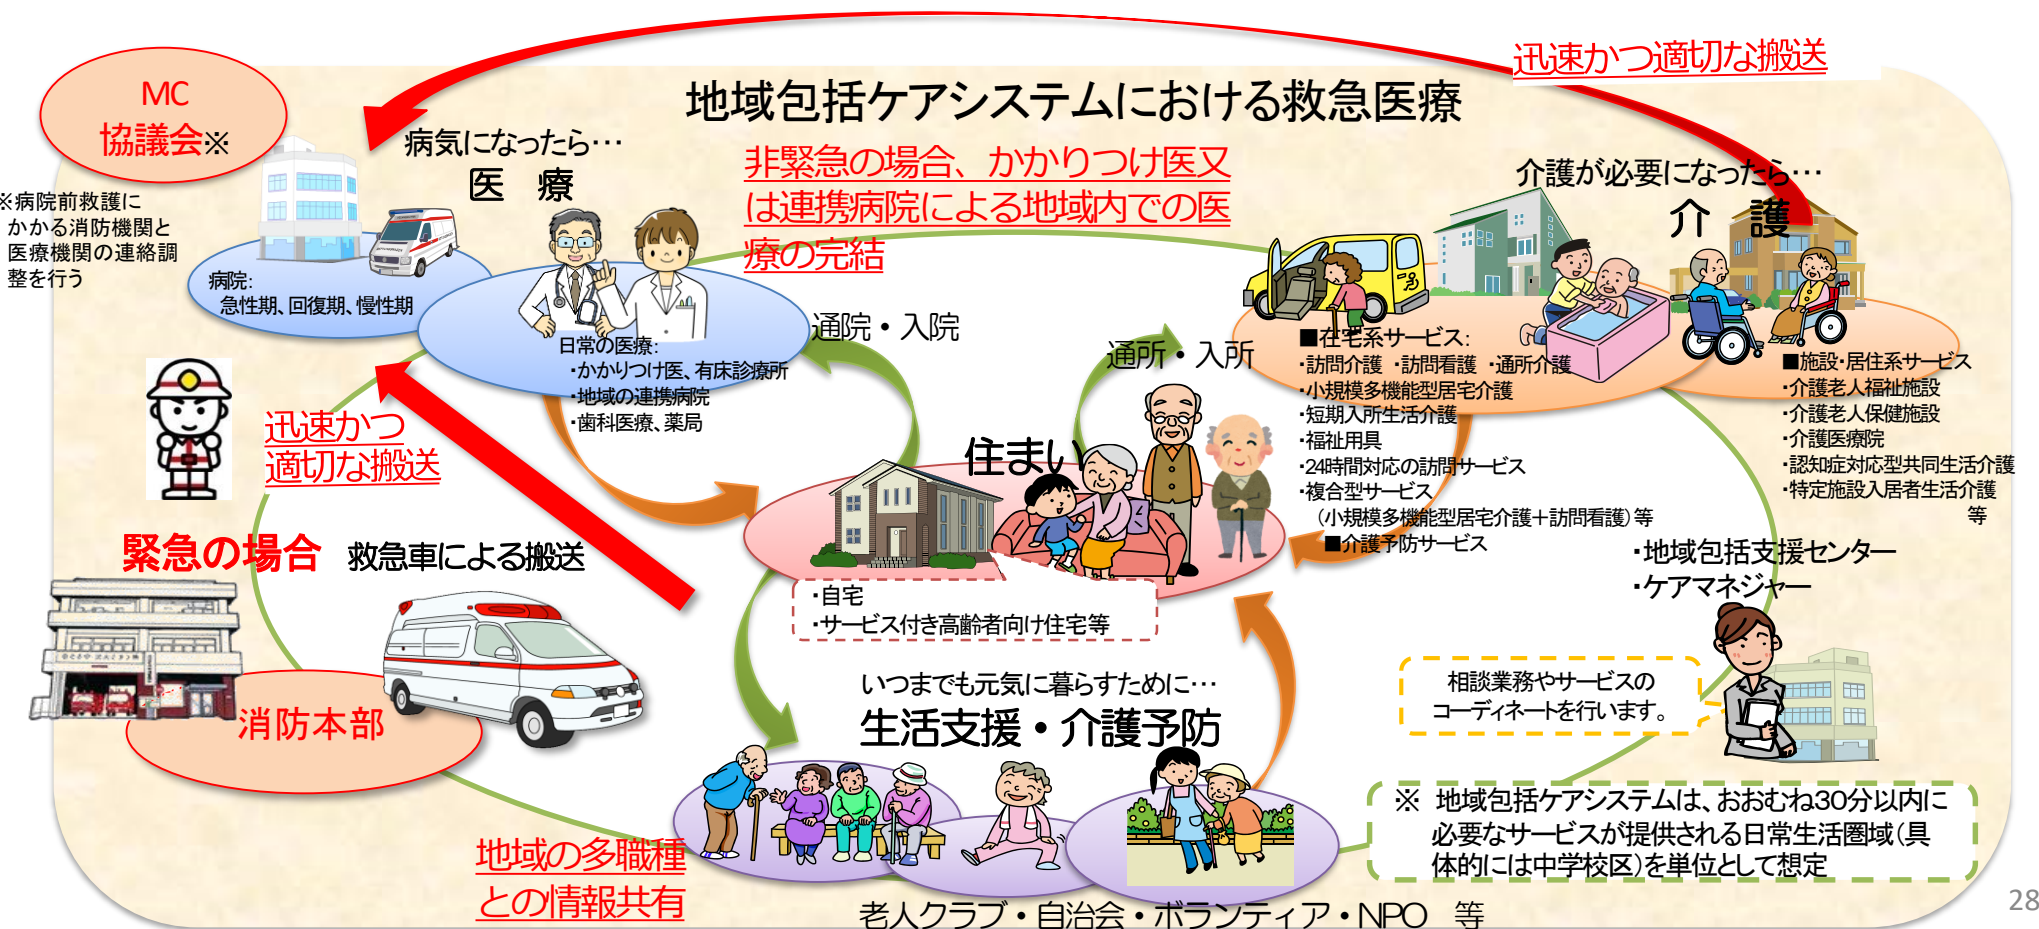 迅速かつ適切な搬送
MC
協議会※
地域包括ケアシステムにおける救急医療
※病院前救護に
かかる消防機関と
医療機関の連絡調
整を行う
病気になったら…
医 療
非緊急の場合、かかりつけ医又
は連携病院による地域内での医
療の完結
介護が必要になったら…
介 護
病院:
急性期、回復期、慢性期
日常の医療:
・かかりつけ医、有床診療所
・地域の連携病院
・歯科医療、薬局
通院・入院
通所・入所
■在宅系サービス:
・訪問介護 ・訪問看護 ・通所介護
・小規模多機能型居宅介護
・短期入所生活介護
・福祉用具
・24時間対応の訪問サービス
・複合型サービス
(小規模多機能型居宅介護+訪問看護)等
■介護予防サービス
■施設・居住系サービス
・介護老人福祉施設
・介護老人保健施設
・介護医療院
・認知症対応型共同生活介護
・特定施設入居者生活介護
等
迅速かつ
適切な搬送
住まい
緊急の場合 救急車による搬送
・自宅
・サービス付き高齢者向け住宅等
・地域包括支援センター
・ケアマネジャー
相談業務やサービスの
コーディネートを行います。
消防本部
いつまでも元気に暮らすために…
生活支援・介護予防
※ 地域包括ケアシステムは、おおむね30分以内に
必要なサービスが提供される日常生活圏域(具
体的には中学校区)を単位として想定
地域の多職種
との情報共有
老人クラブ・自治会・ボランティア・NPO 等
28